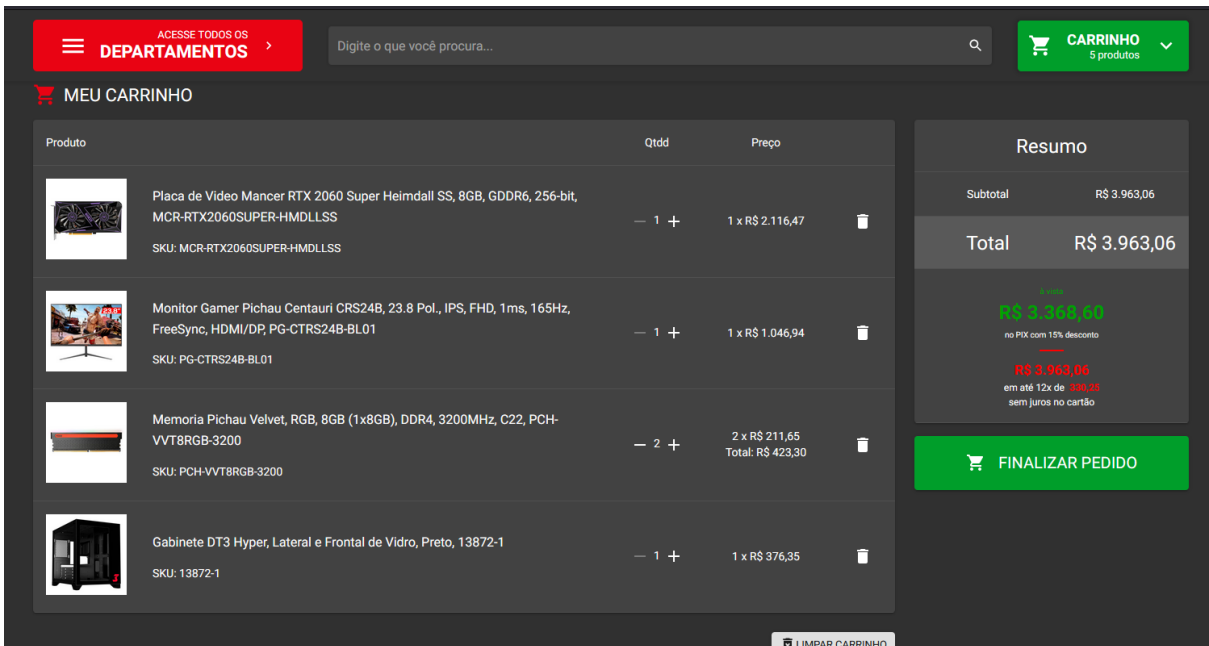 ACESSE TODOS OS
DEPARTAMENTOS
Digite o que você procura...
CARRINHO
5 produtos
MEU CARRINHO
Produto
Qtdd
Preço
Placa de Video Mancer RTX 2060 Super Heimdall SS, 8GB, GDDR6, 256-bit,
MCR-RTX2060SUPER-HMDLLSS
SKU: MCR-RTX2060SUPER-HMDLLSS
1
1 x R$ 2.116,47
23.8"
Monitor Gamer Pichau Centauri CRS24B, 23.8 Pol., IPS, FHD, 1ms, 165Hz,
FreeSync, HDMI/DP, PG-CTRS24B-BL01
SKU: PG-CTRS24B-BL01
1
1 x R$ 1.046,94
Memoria Pichau Velvet, RGB, 8GB (1x8GB), DDR4, 3200MHz, C22, PCH-
VVT8RGB-3200
SKU: PCH-VVT8RGB-3200
2
2 x R$ 211,65
Total: R$ 423,30
Gabinete DT3 Hyper, Lateral e Frontal de Vidro, Preto, 13872-1
SKU: 13872-1
1
1 x R$ 376,35
LIMPAR CARRINHO
Resumo
Subtotal R$ 3.963,06
Total R$ 3.963,06
à vista
R$ 3.368,60
no PIX com 15% desconto
R$ 3.963,06
em até 12x de 330,25
sem juros no cartão
FINALIZAR PEDIDO